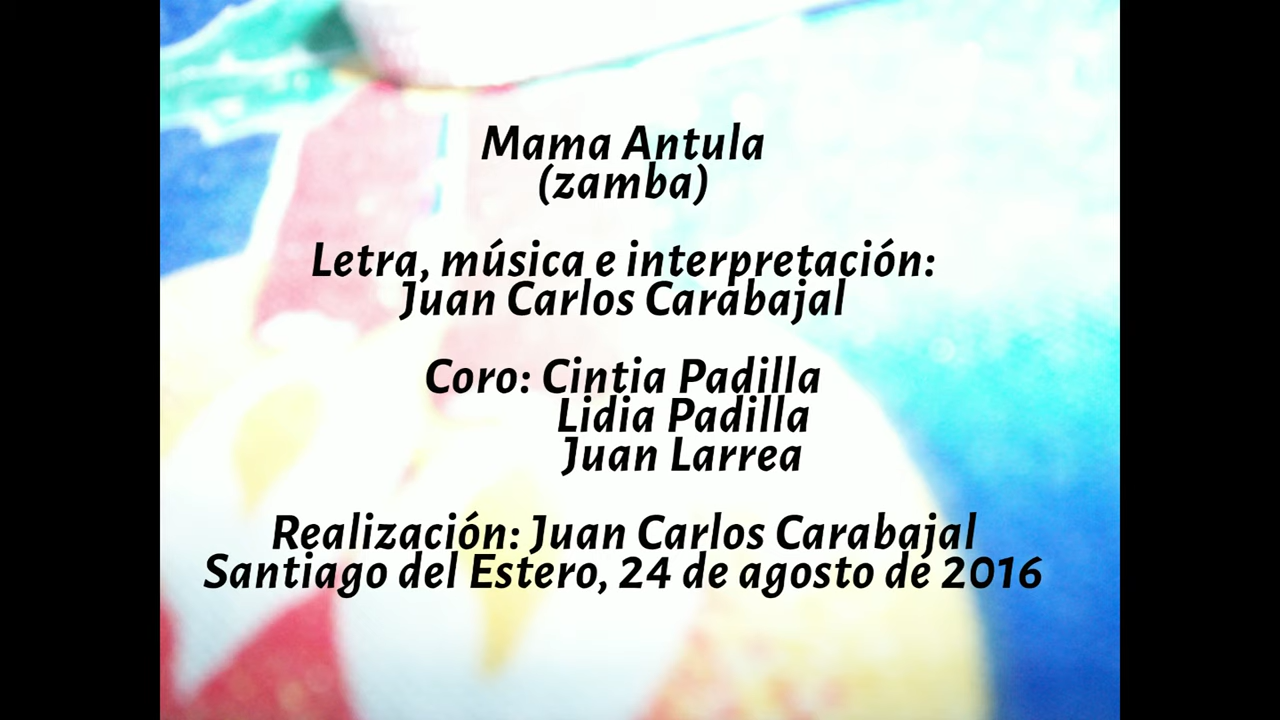 Mama Antula
(zamba)
Letra, música e interpretación:
Juan Carlos Carabajal
Coro: Cintia Padilla
Lidia Padilla
Juan Larrea
Realización: Juan Carlos Carabajal
Santiago del Estero, 24 de agosto de 2016